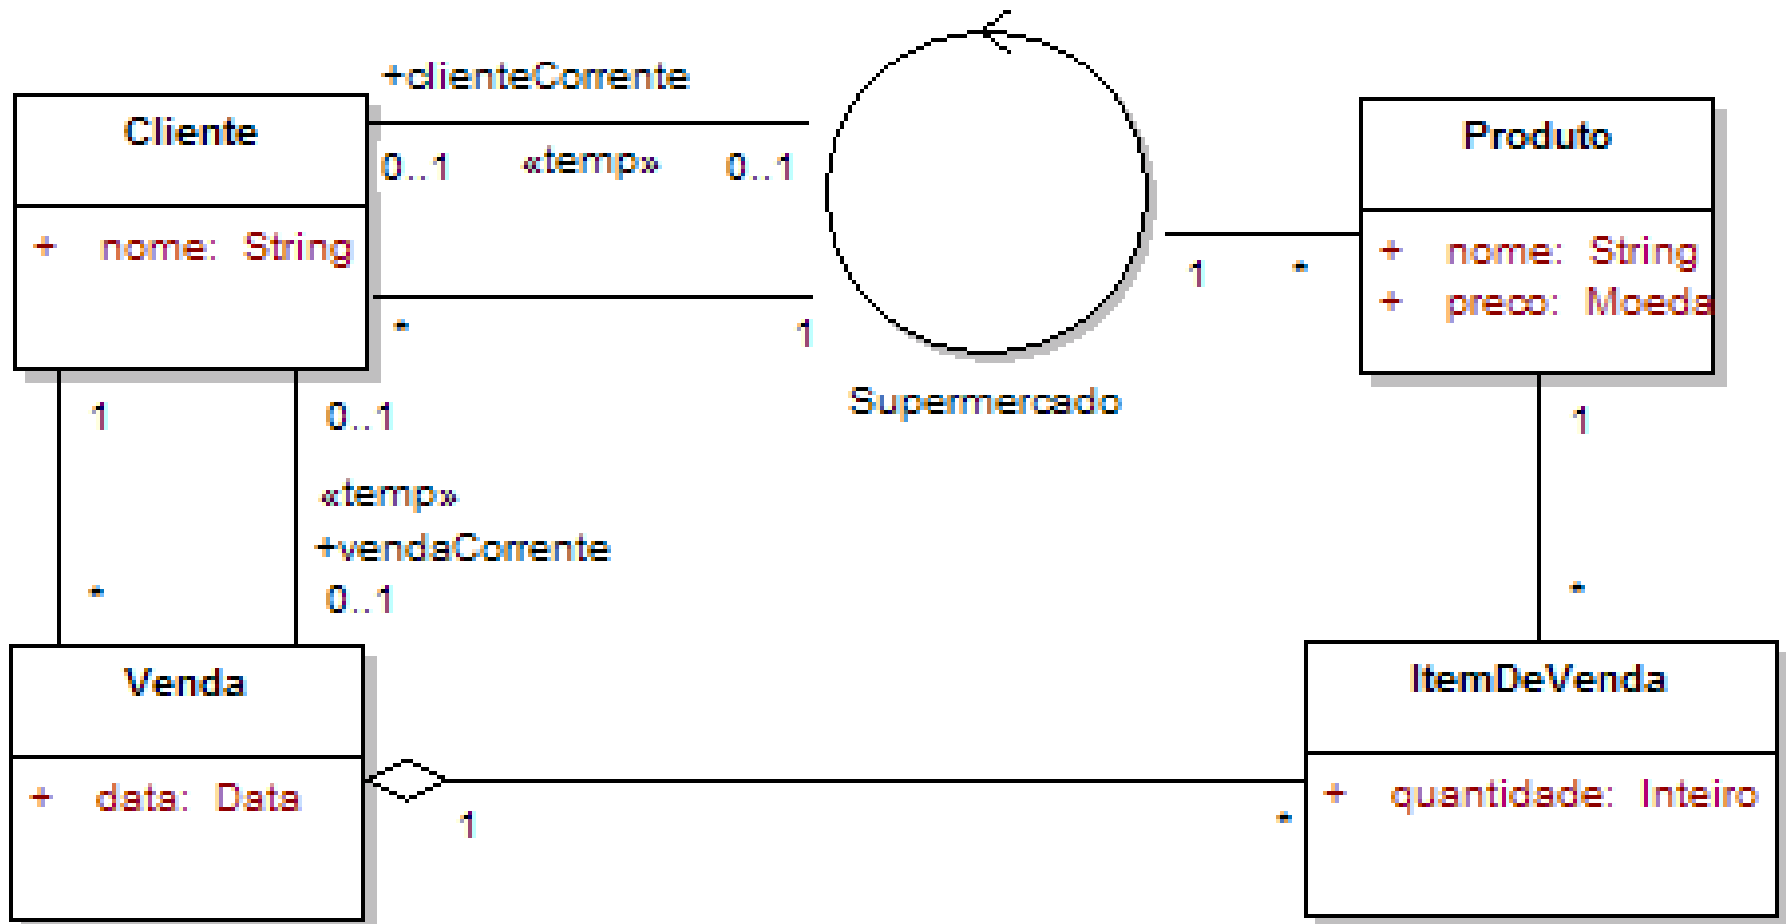 +clienteCorrente
Cliente
0..1 «temp» 0..1
+ nome: String
* 1
Supermercado
Produto
+ nome: String
+ preco: Moeda
1 *
1 0..1
«temp»
+vendaCorrente
* 0..1
1
*
Venda
+ data: Data
1 *
ItemDeVenda
+ quantidade: Inteiro